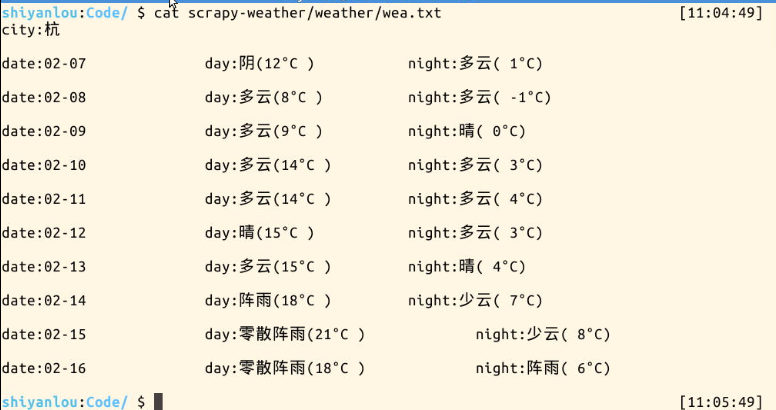 shiyanlou:Code/ $ cat scrapy-weather/weather/wea.txt [11:04:49]
city:杭
date:02-07 day:阴(12°C ) night:多云( 1°C)
date:02-08 day:多云(8°C ) night:多云( -1°C)
date:02-09 day:多云(9°C ) night:晴( 0°C)
date:02-10 day:多云(14°C ) night:多云( 3°C)
date:02-11 day:多云(14°C ) night:多云( 4°C)
date:02-12 day:晴(15°C ) night:多云( 3°C)
date:02-13 day:多云(15°C ) night:晴( 4°C)
date:02-14 day:阵雨(18°C ) night:少云( 7°C)
date:02-15 day:零散阵雨(21°C ) night:少云( 8°C)
date:02-16 day:零散阵雨(18°C ) night:阵雨( 6°C)
shiyanlou:Code/ $ [11:05:49]